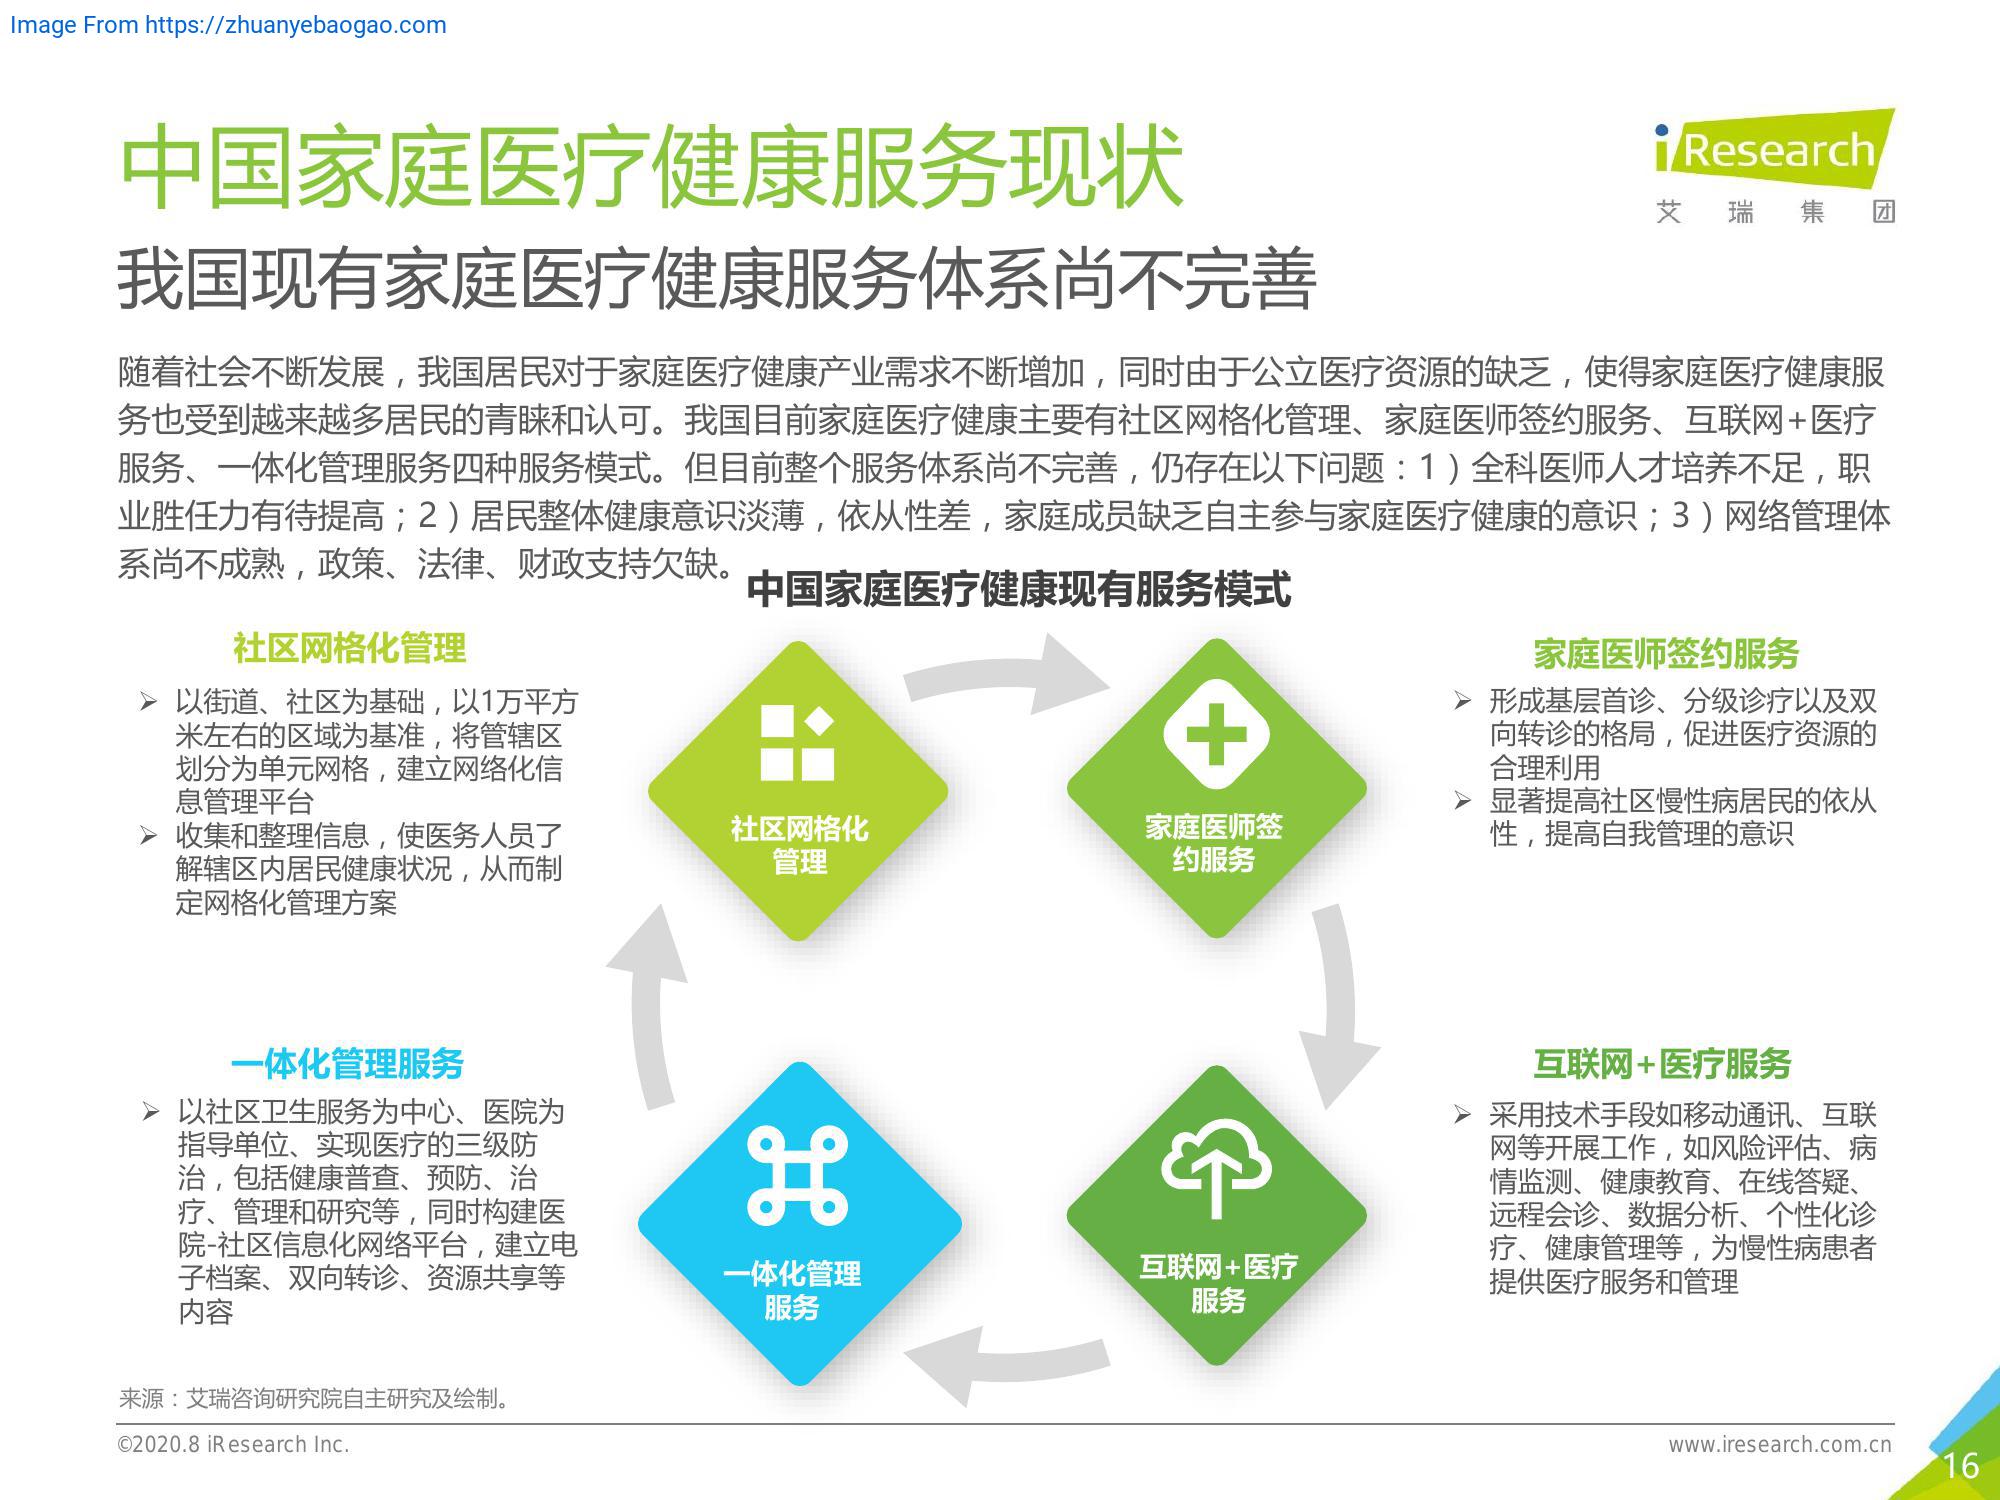 Image From https://zhuanyebaogao.com
中国家庭医疗健康服务现状
iResearch
艾瑞集团
我国现有家庭医疗健康服务体系尚不完善
随着社会不断发展，我国居民对于家庭医疗健康产业需求不断增加，同时由于公立医疗资源的缺乏，使得家庭医疗健康服
务也受到越来越多居民的青睐和认可。我国目前家庭医疗健康主要有社区网格化管理、家庭医师签约服务、互联网+医疗
服务、一体化管理服务四种服务模式。但目前整个服务体系尚不完善，仍存在以下问题：1）全科医师人才培养不足，职
业胜任力有待提高；2）居民整体健康意识淡薄，依从性差，家庭成员缺乏自主参与家庭医疗健康的意识；3）网络管理体
系尚不成熟，政策、法律、财政支持欠缺。
中国家庭医疗健康现有服务模式
社区网格化管理
➢ 以街道、社区为基础，以1万平方
米左右的区域为基准，将管辖区
划分为单元网格，建立网络化信
息管理平台
➢ 收集和整理信息，使医务人员了
解辖区内居民健康状况，从而制
定网格化管理方案
社区网格化
管理
家庭医师签
约服务
家庭医师签约服务
➢ 形成基层首诊、分级诊疗以及双
向转诊的格局，促进医疗资源的
合理利用
➢ 显著提高社区慢性病居民的依从
性，提高自我管理的意识
一体化管理服务
➢ 以社区卫生服务为中心、医院为
指导单位、实现医疗的三级防
治，包括健康普查、预防、治
疗、管理和研究等，同时构建医
院-社区信息化网络平台，建立电
子档案、双向转诊、资源共享等
内容
一体化管理
服务
互联网+医疗
服务
互联网+医疗服务
➢ 采用技术手段如移动通讯、互联
网等开展工作，如风险评估、病
情监测、健康教育、在线答疑、
远程会诊、数据分析、个性化诊
疗、健康管理等，为慢性病患者
提供医疗服务和管理
来源：艾瑞咨询研究院自主研究及绘制。
©2020.8 iResearch Inc.
www.iresearch.com.cn
16